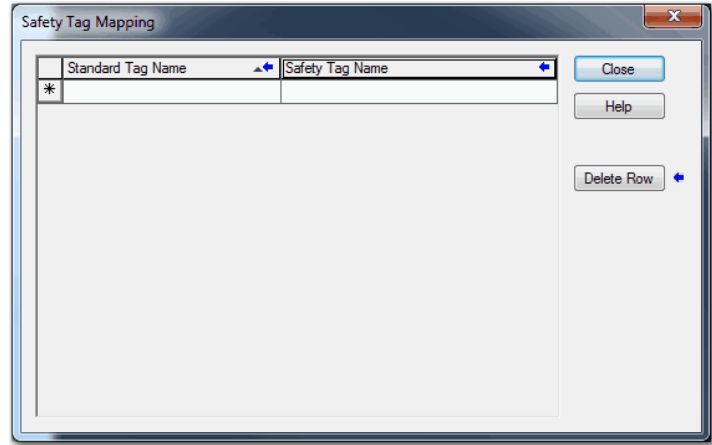 Safety Tag Mapping
Standard Tag Name Safety Tag Name
Close
Help
Delete Row